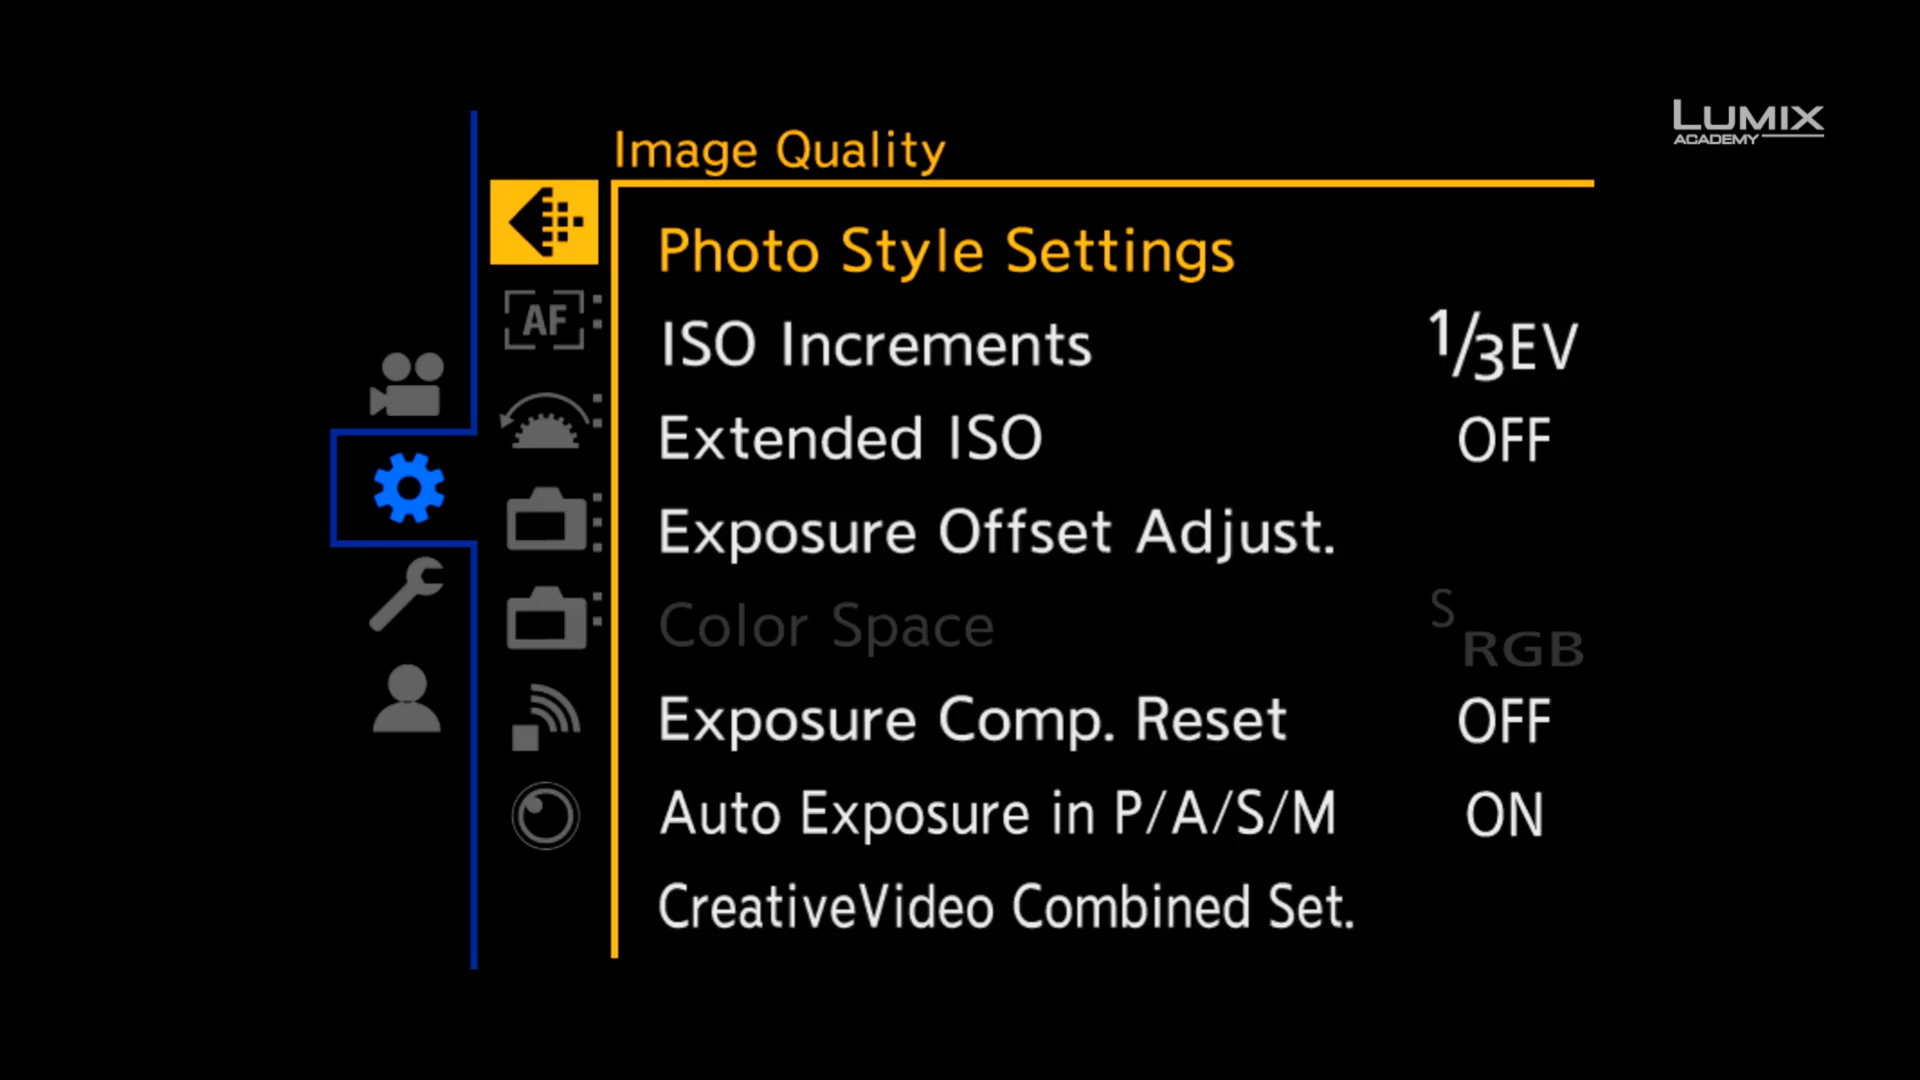 LUMIX
ACADEMY
Image Quality
Photo Style Settings
AF
ISO Increments 1/3EV
Extended ISO OFF
Exposure Offset Adjust.
Color Space sRGB
Exposure Comp. Reset OFF
Auto Exposure in P/A/S/M ON
CreativeVideo Combined Set.